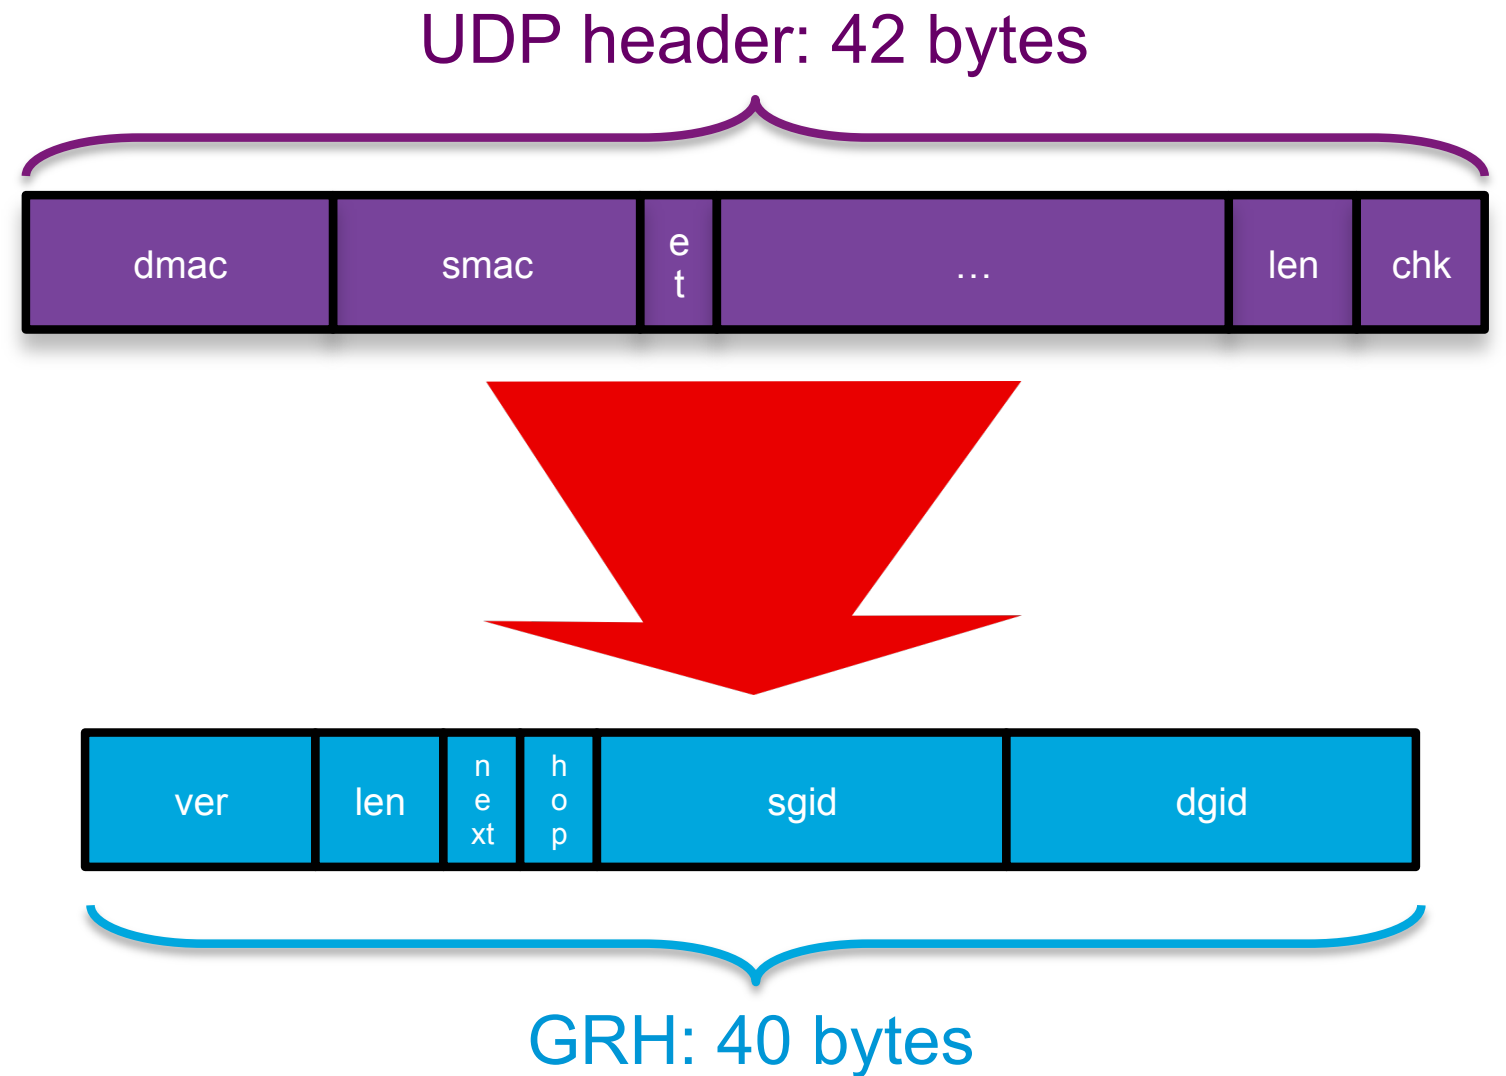 UDP header: 42 bytes
dmac
smac
e
t
…
len
chk
ver
len
n
e
xt
h
o
p
sgid
dgid
GRH: 40 bytes